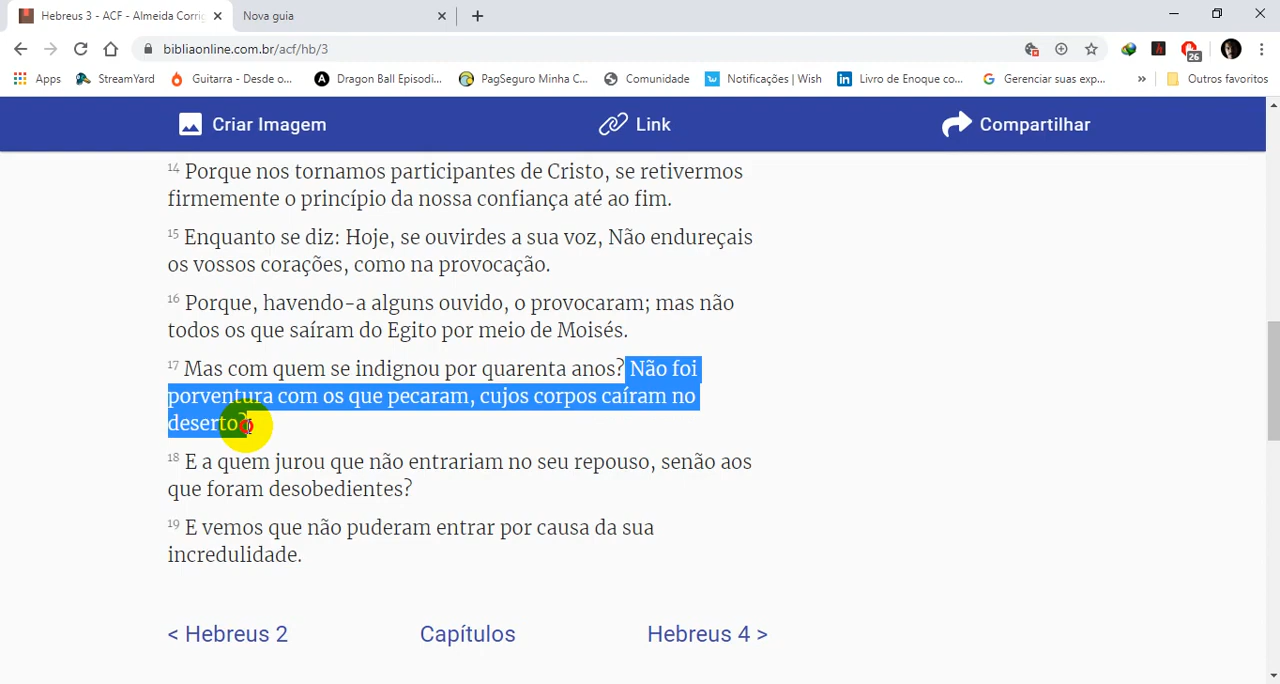 Hebreus 3 - ACF - Almeida Corrig
Nova guia
bibliaonline.com.br/acf/hb/3
26
Apps
StreamYard
Guitarra - Desde o...
Dragon Ball Episodi...
PagSeguro Minha C...
Comunidade
Notificações | Wish
Livro de Enoque co...
Gerenciar suas exp...
»
Outros favoritos
Criar Imagem
Link
Compartilhar
14 Porque nos tornamos participantes de Cristo, se retivermos
firmemente o princípio da nossa confiança até ao fim.
15 Enquanto se diz: Hoje, se ouvirdes a sua voz, Não endureçais
os vossos corações, como na provocação.
16 Porque, havendo-a alguns ouvido, o provocaram; mas não
todos os que saíram do Egito por meio de Moisés.
17 Mas com quem se indignou por quarenta anos? Não foi
porventura com os que pecaram, cujos corpos caíram no
deserto?
18 E a quem jurou que não entrariam no seu repouso, senão aos
que foram desobedientes?
19 E vemos que não puderam entrar por causa da sua
incredulidade.
< Hebreus 2
Capítulos
Hebreus 4 >